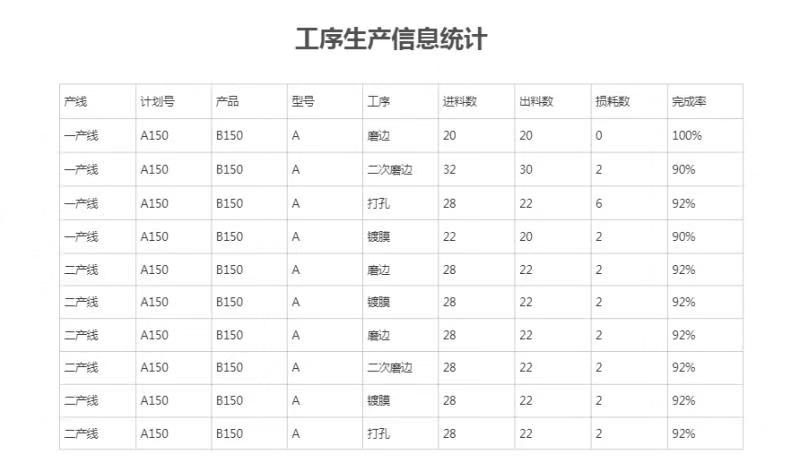 工序生产信息统计
产线 计划号 产品 型号 工序 进料数 出料数 损耗数 完成率
一产线 A150 B150 A 磨边 20 20 0 100%
一产线 A150 B150 A 二次磨边 32 30 2 90%
一产线 A150 B150 A 打孔 28 22 6 92%
一产线 A150 B150 A 镀膜 22 20 2 90%
二产线 A150 B150 A 磨边 28 22 2 92%
二产线 A150 B150 A 镀膜 28 22 2 92%
二产线 A150 B150 A 磨边 28 22 2 92%
二产线 A150 B150 A 二次磨边 28 22 2 92%
二产线 A150 B150 A 镀膜 28 22 2 92%
二产线 A150 B150 A 打孔 28 22 2 92%